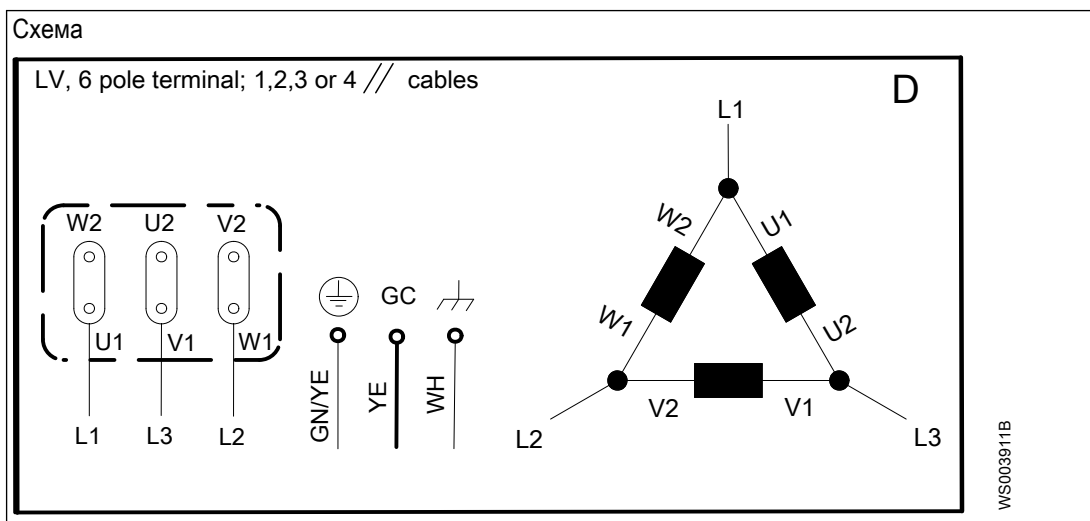 Схема
LV, 6 pole terminal; 1,2,3 or 4 // cables
D
L1
W2 U2 V2
W2 U1
GC
W1 U2
U1 V1 W1
GN/YE YE WH
V2 V1
L1 L3 L2
L2 L3
WS003911B